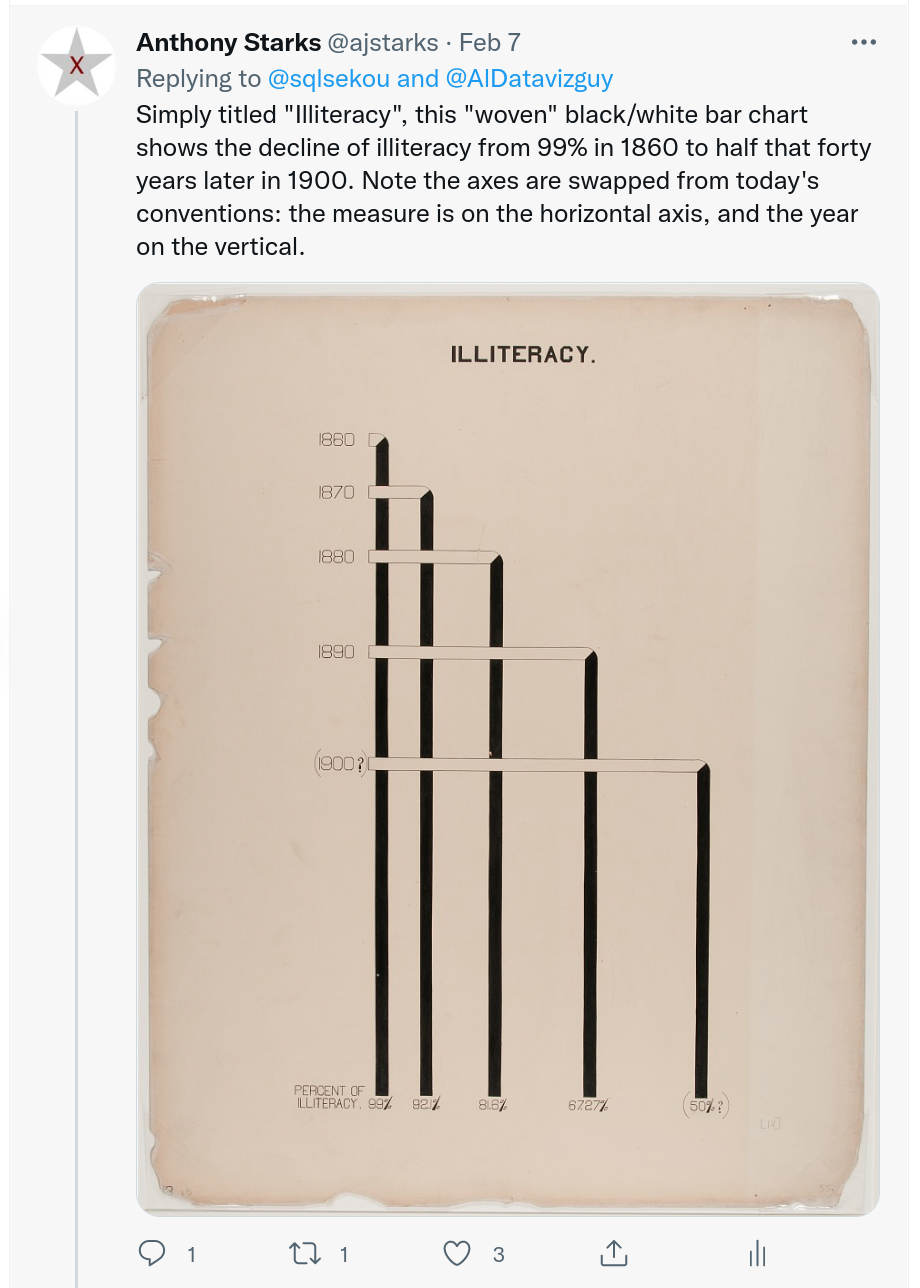 Anthony Starks @ajstarks · Feb 7
Replying to @sqlsekou and @AlDatavizguy
Simply titled "Illiteracy", this "woven" black/white bar chart
shows the decline of illiteracy from 99% in 1860 to half that forty
years later in 1900. Note the axes are swapped from today's
conventions: the measure is on the horizontal axis, and the year
on the vertical.
ILLITERACY.
1860
1870
1880
1890
(1900?)
PERCENT OF
ILLITERACY. 99% 92.1% 81.6% 67.27% (50%?)
1 1 3